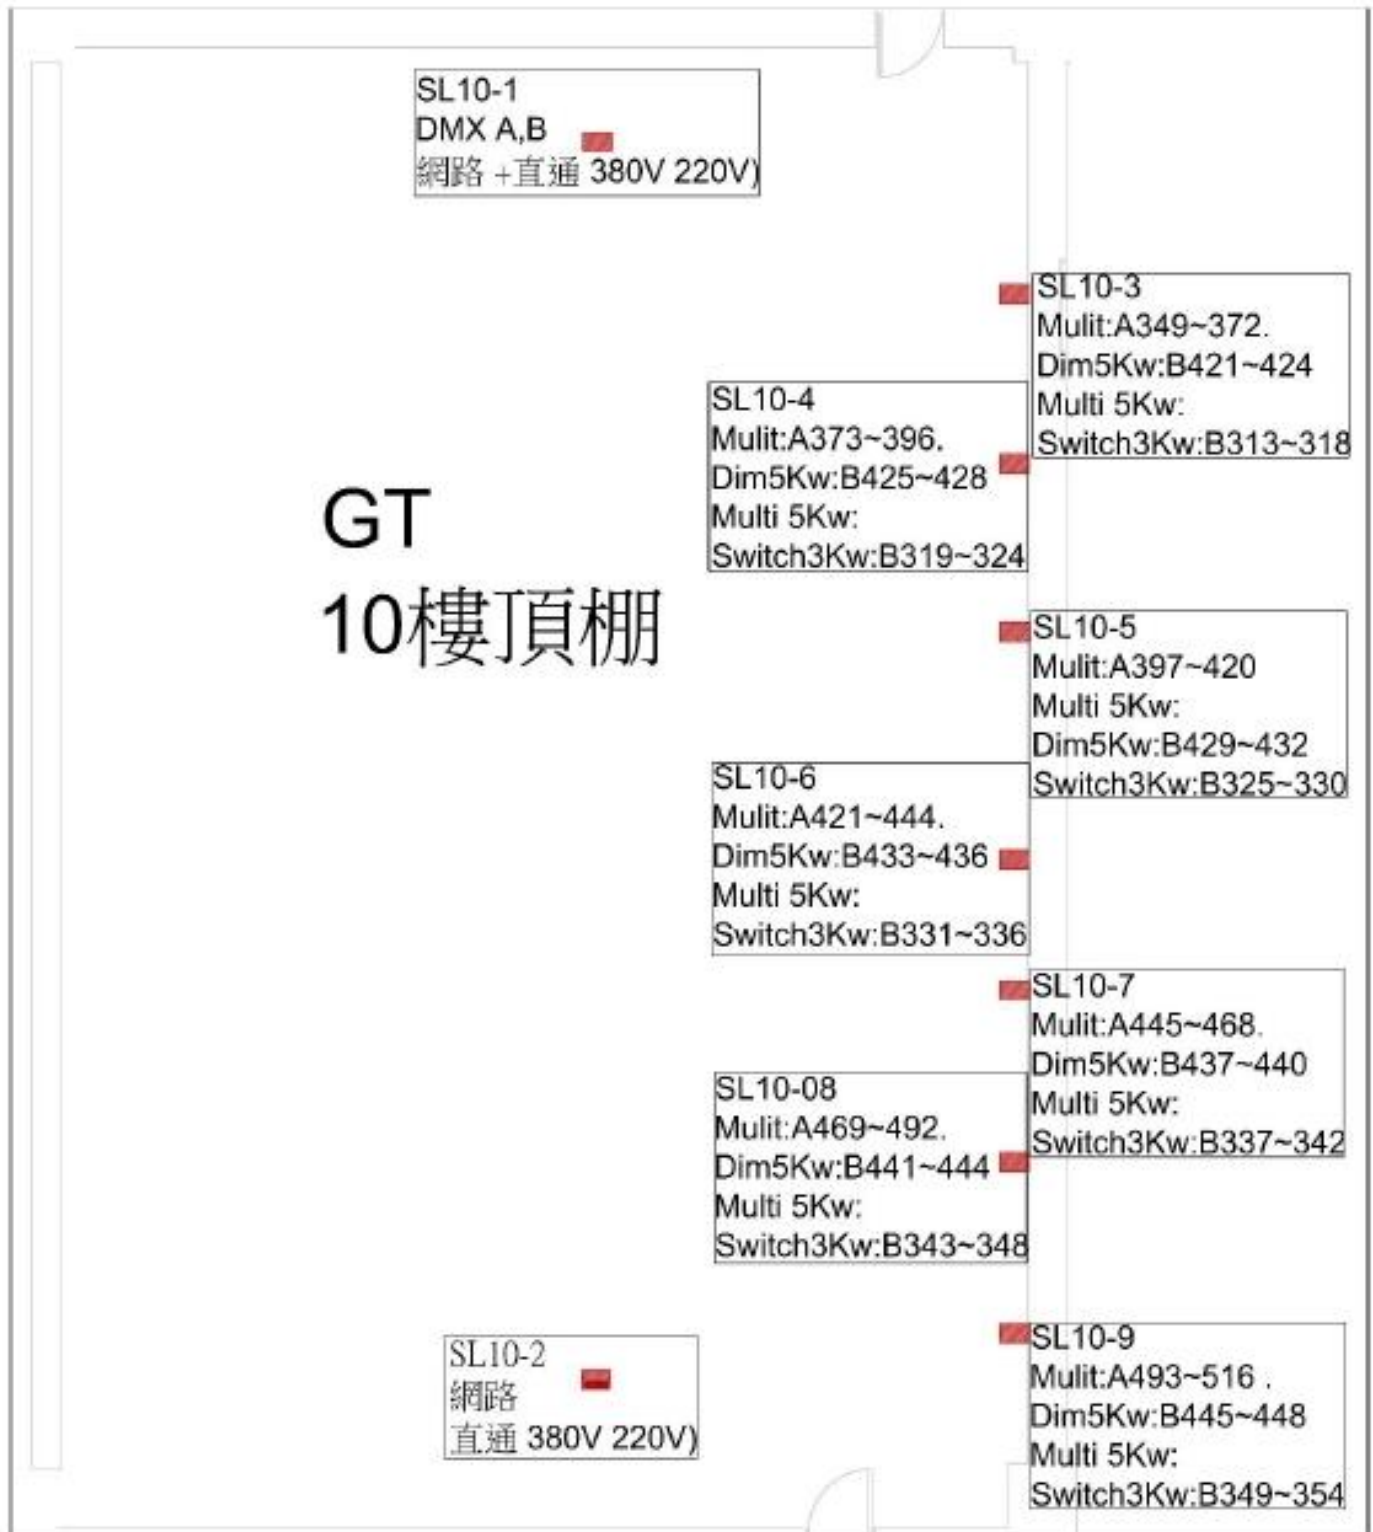 SL10-1
DMX A,B
網路 +直通 380V 220V)
SL10-3
Mulit:A349~372.
Dim5Kw:B421~424
Multi 5Kw:
Switch3Kw:B313~318
SL10-4
Mulit:A373~396.
Dim5Kw:B425~428
Multi 5Kw:
Switch3Kw:B319~324
GT
10樓頂棚
SL10-5
Mulit:A397~420
Multi 5Kw:
Dim5Kw:B429~432
Switch3Kw:B325~330
SL10-6
Mulit:A421~444.
Dim5Kw:B433~436
Multi 5Kw:
Switch3Kw:B331~336
SL10-7
Mulit:A445~468.
Dim5Kw:B437~440
Multi 5Kw:
Switch3Kw:B337~342
SL10-08
Mulit:A469~492.
Dim5Kw:B441~444
Multi 5Kw:
Switch3Kw:B343~348
SL10-2
網路
直通 380V 220V)
SL10-9
Mulit:A493~516 .
Dim5Kw:B445~448
Multi 5Kw:
Switch3Kw:B349~354